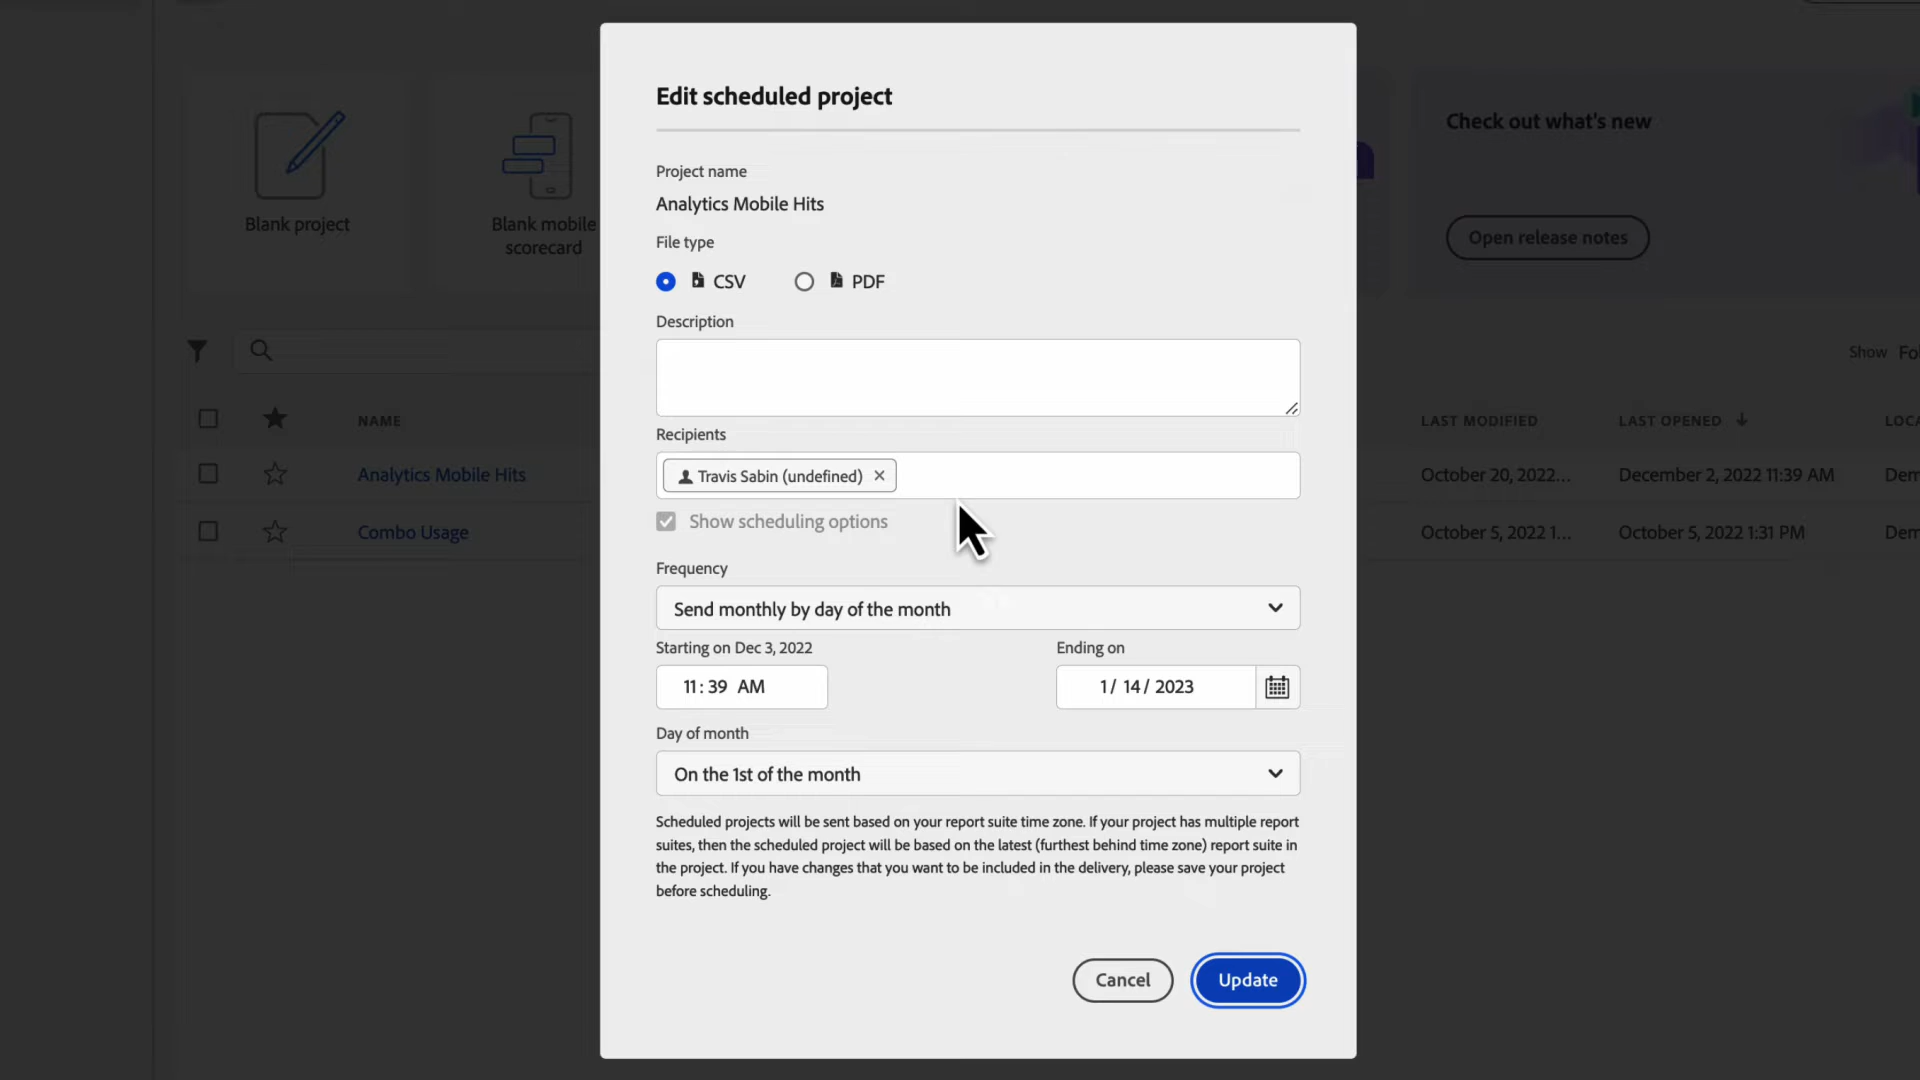 Edit scheduled project
Project name
Analytics Mobile Hits
File type
CSV
PDF
Description
Recipients
Travis Sabin (undefined)
Show scheduling options
Frequency
Send monthly by day of the month
Starting on Dec 3, 2022
Ending on
11: 39 AM
1/ 14/ 2023
Day of month
On the 1st of the month
Scheduled projects will be sent based on your report suite time zone. If your project has multiple report
suites, then the scheduled project will be based on the latest (furthest behind time zone) report suite in
the project. If you have changes that you want to be included in the delivery, please save your project
before scheduling.
Cancel
Update
Blank project
Blank mobile
scorecard
Check out what's new
Open release notes
Show
NAME
LAST MODIFIED
LAST OPENED
Analytics Mobile Hits
October 20, 2022...
December 2, 2022 11:39 AM
Combo Usage
October 5, 2022 1...
October 5, 2022 1:31 PM